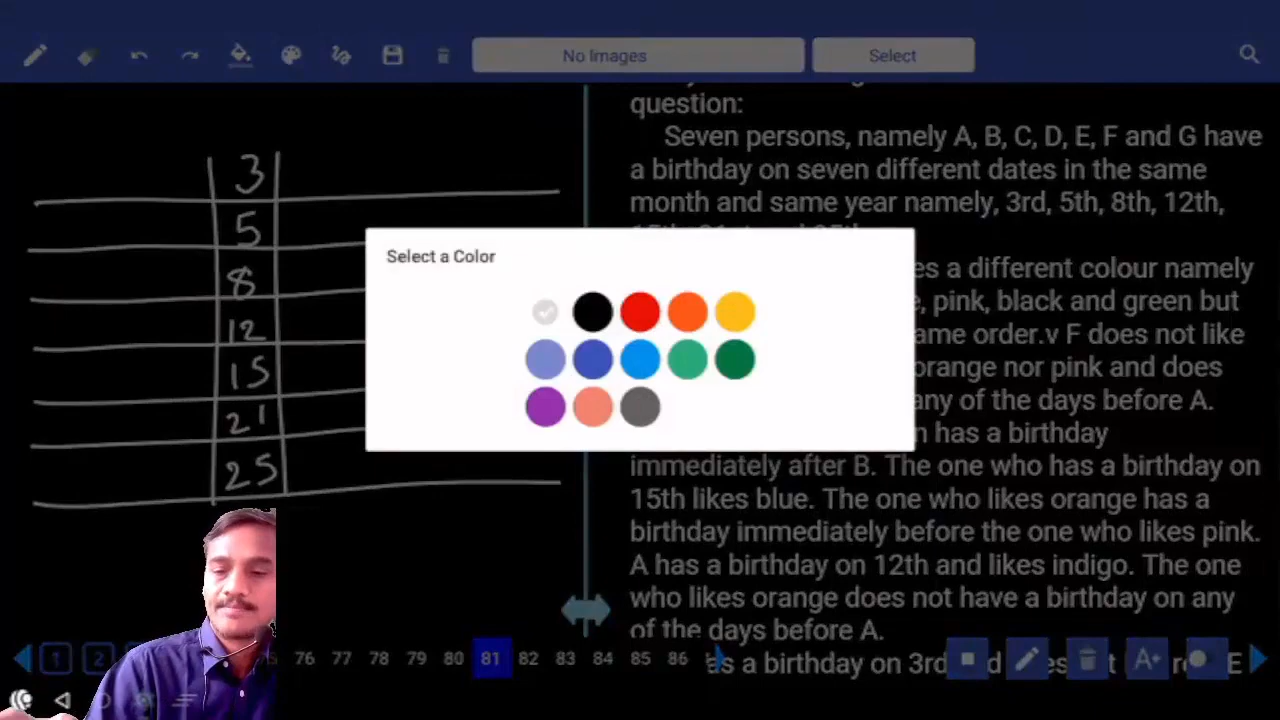 No Images
Select
question:
Seven persons, namely A, B, C, D, E, F and G have
a birthday on seven different dates in the same
month and same year namely, 3rd, 5th, 8th, 12th,
es a different colour namely
, pink, black and green but
ame order.v F does not like
orange nor pink and does
any of the days before A.
n has a birthday
immediately after B. The one who has a birthday on
15th likes blue. The one who likes orange has a
birthday immediately before the one who likes pink.
A has a birthday on 12th and likes indigo. The one
who likes orange does not have a birthday on any
of the days before A.
as a birthday on 3rd
E
3
5
8
12
15
21
25
Select a Color
1
2
76
77
78
79
80
81
82
83
84
85
86
A+